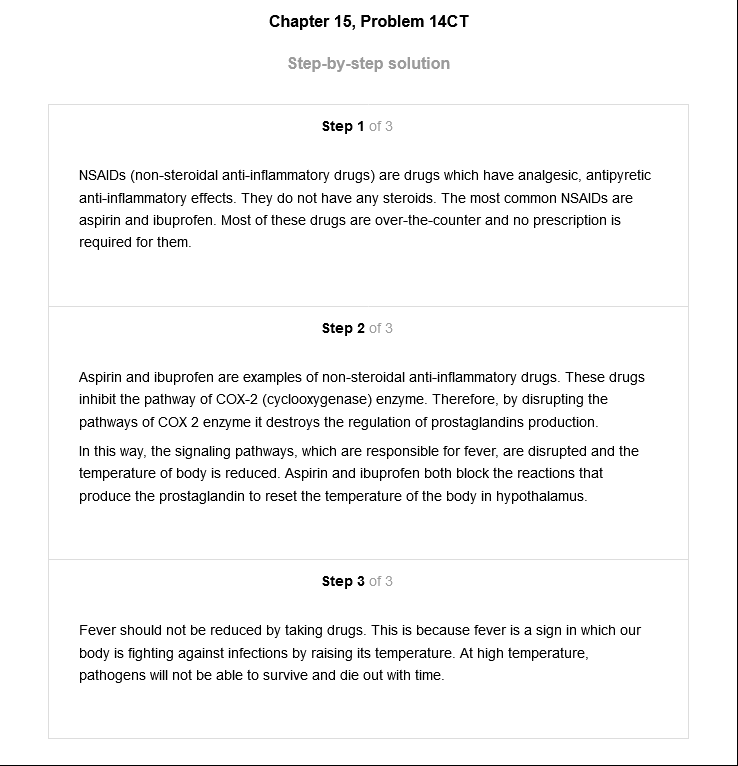 Chapter 15, Problem 14CT
Step-by-step solution
Step 1 of 3
NSAIDs (non-steroidal anti-inflammatory drugs) are drugs which have analgesic, antipyretic
anti-inflammatory effects. They do not have any steroids. The most common NSAIDs are
aspirin and ibuprofen. Most of these drugs are over-the-counter and no prescription is
required for them.
Step 2 of 3
Aspirin and ibuprofen are examples of non-steroidal anti-inflammatory drugs. These drugs
inhibit the pathway of COX-2 (cyclooxygenase) enzyme. Therefore, by disrupting the
pathways of COX 2 enzyme it destroys the regulation of prostaglandins production.
In this way, the signaling pathways, which are responsible for fever, are disrupted and the
temperature of body is reduced. Aspirin and ibuprofen both block the reactions that
produce the prostaglandin to reset the temperature of the body in hypothalamus.
Step 3 of 3
Fever should not be reduced by taking drugs. This is because fever is a sign in which our
body is fighting against infections by raising its temperature. At high temperature,
pathogens will not be able to survive and die out with time.